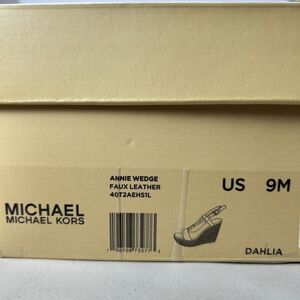 ANNIE WEDGE
FAUX LEATHER
40T2AEHS1L
US 9M
MICHAEL
MICHAEL KORS
DAHLIA